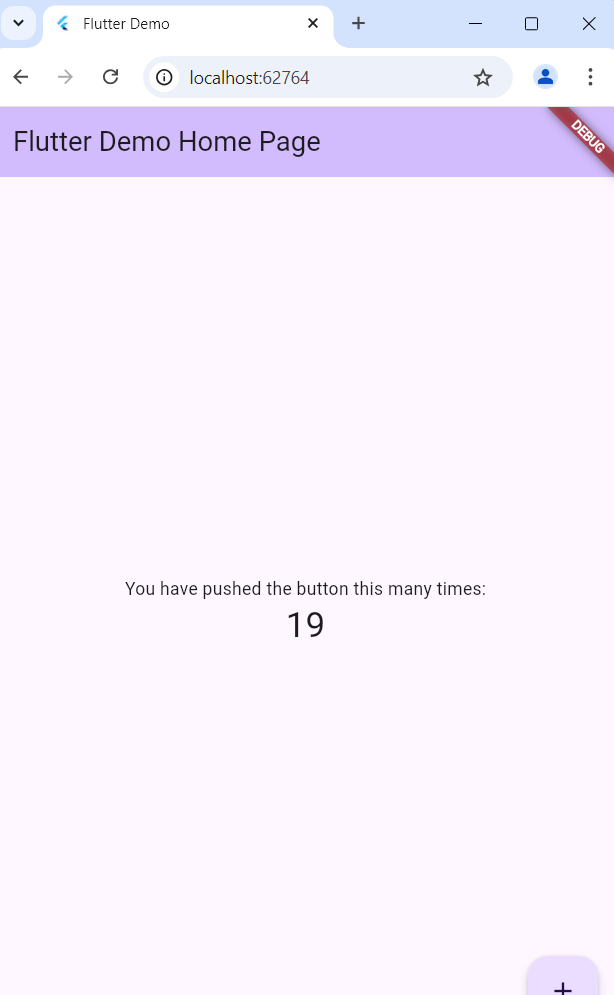 Flutter Demo
localhost:62764
Flutter Demo Home Page
DEBUG
You have pushed the button this many times:
19